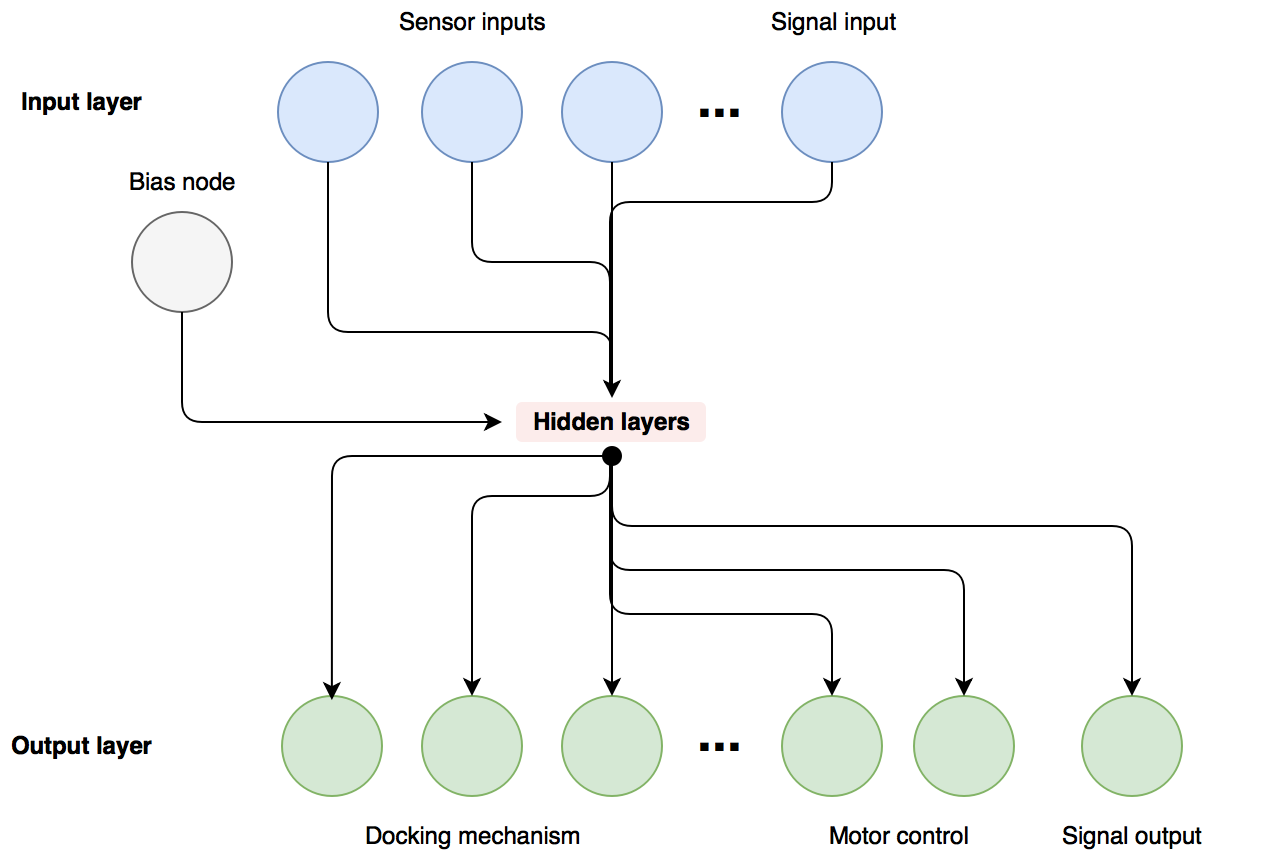 Sensor inputs
Signal input
Input layer
...
Bias node
Hidden layers
Output layer
...
Docking mechanism
Motor control
Signal output